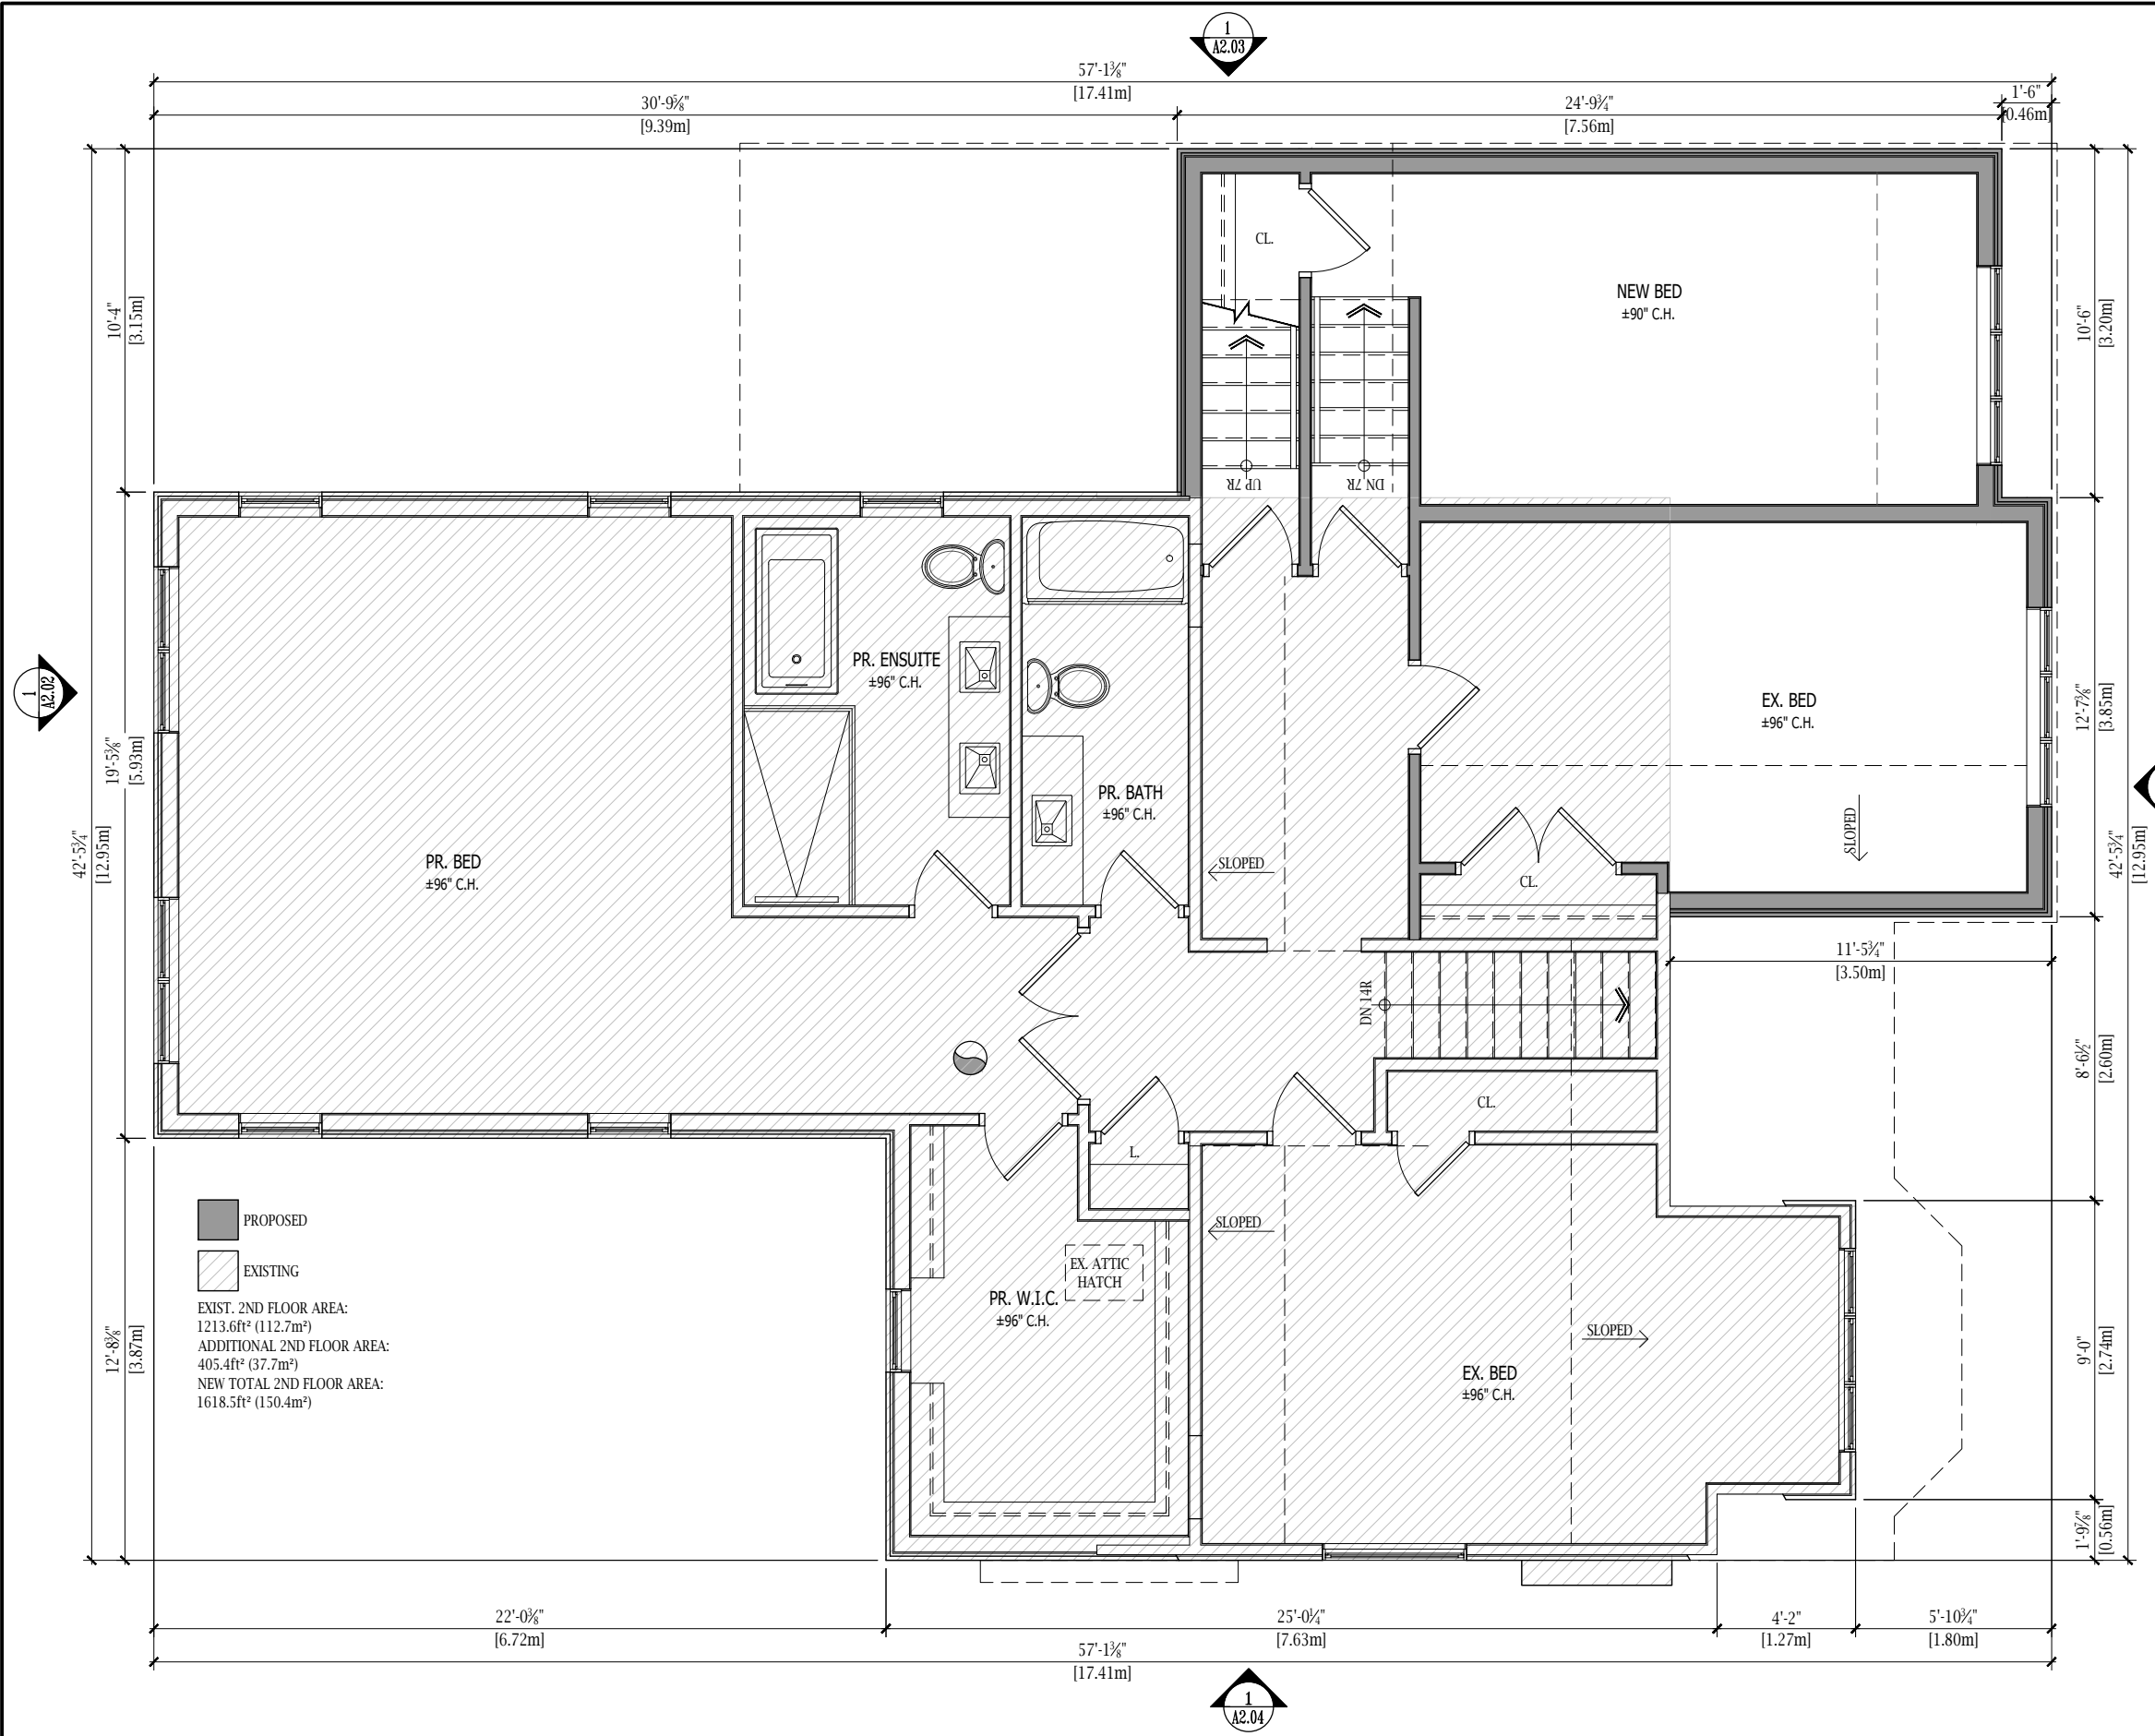 1
A2.03
57'-1⅜"
[17.41m]
30'-9⅝"
[9.39m]
24'-9¾"
[7.56m]
1'-6"
[0.46m]
10'-4"
[3.15m]
CL.
NEW BED
±90" C.H.
10'-6"
[3.20m]
UP 7R
DN 7R
1
A2.02
19'-5⅜"
[5.93m]
42'-5¾"
[12.95m]
PR. ENSUITE
±96" C.H.
PR. BATH
±96" C.H.
PR. BED
±96" C.H.
EX. BED
±96" C.H.
SLOPED
SLOPED
CL.
12'-7⅜"
[3.85m]
42'-5¾"
[12.95m]
11'-5¾"
[3.50m]
DN 14R
8'-6½"
[2.60m]
CL.
L.
PROPOSED
EXISTING
EXIST. 2ND FLOOR AREA:
1213.6ft² (112.7m²)
ADDITIONAL 2ND FLOOR AREA:
405.4ft² (37.7m²)
NEW TOTAL 2ND FLOOR AREA:
1618.5ft² (150.4m²)
12'-8⅜"
[3.87m]
SLOPED
EX. ATTIC
HATCH
PR. W.I.C.
±96" C.H.
SLOPED
EX. BED
±96" C.H.
9'-0"
[2.74m]
1'-9⅞"
[0.56m]
22'-0⅜"
[6.72m]
25'-0¼"
[7.63m]
4'-2"
[1.27m]
5'-10¾"
[1.80m]
57'-1⅜"
[17.41m]
1
A2.04